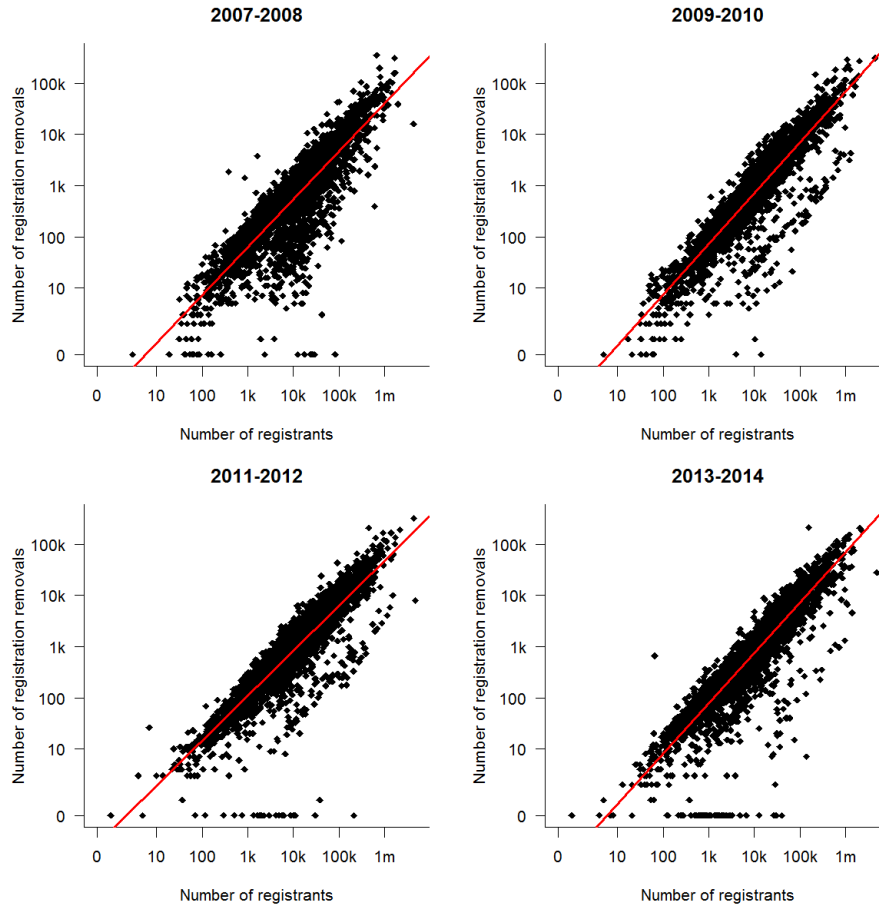 2007-2008
Number of registration removals
100k
10k
1k
100
10
0
0 10 100 1k 10k 100k 1m
Number of registrants
2009-2010
Number of registration removals
100k
10k
1k
100
10
0
0 10 100 1k 10k 100k 1m
Number of registrants
2011-2012
Number of registration removals
100k
10k
1k
100
10
0
0 10 100 1k 10k 100k 1m
Number of registrants
2013-2014
Number of registration removals
100k
10k
1k
100
10
0
0 10 100 1k 10k 100k 1m
Number of registrants